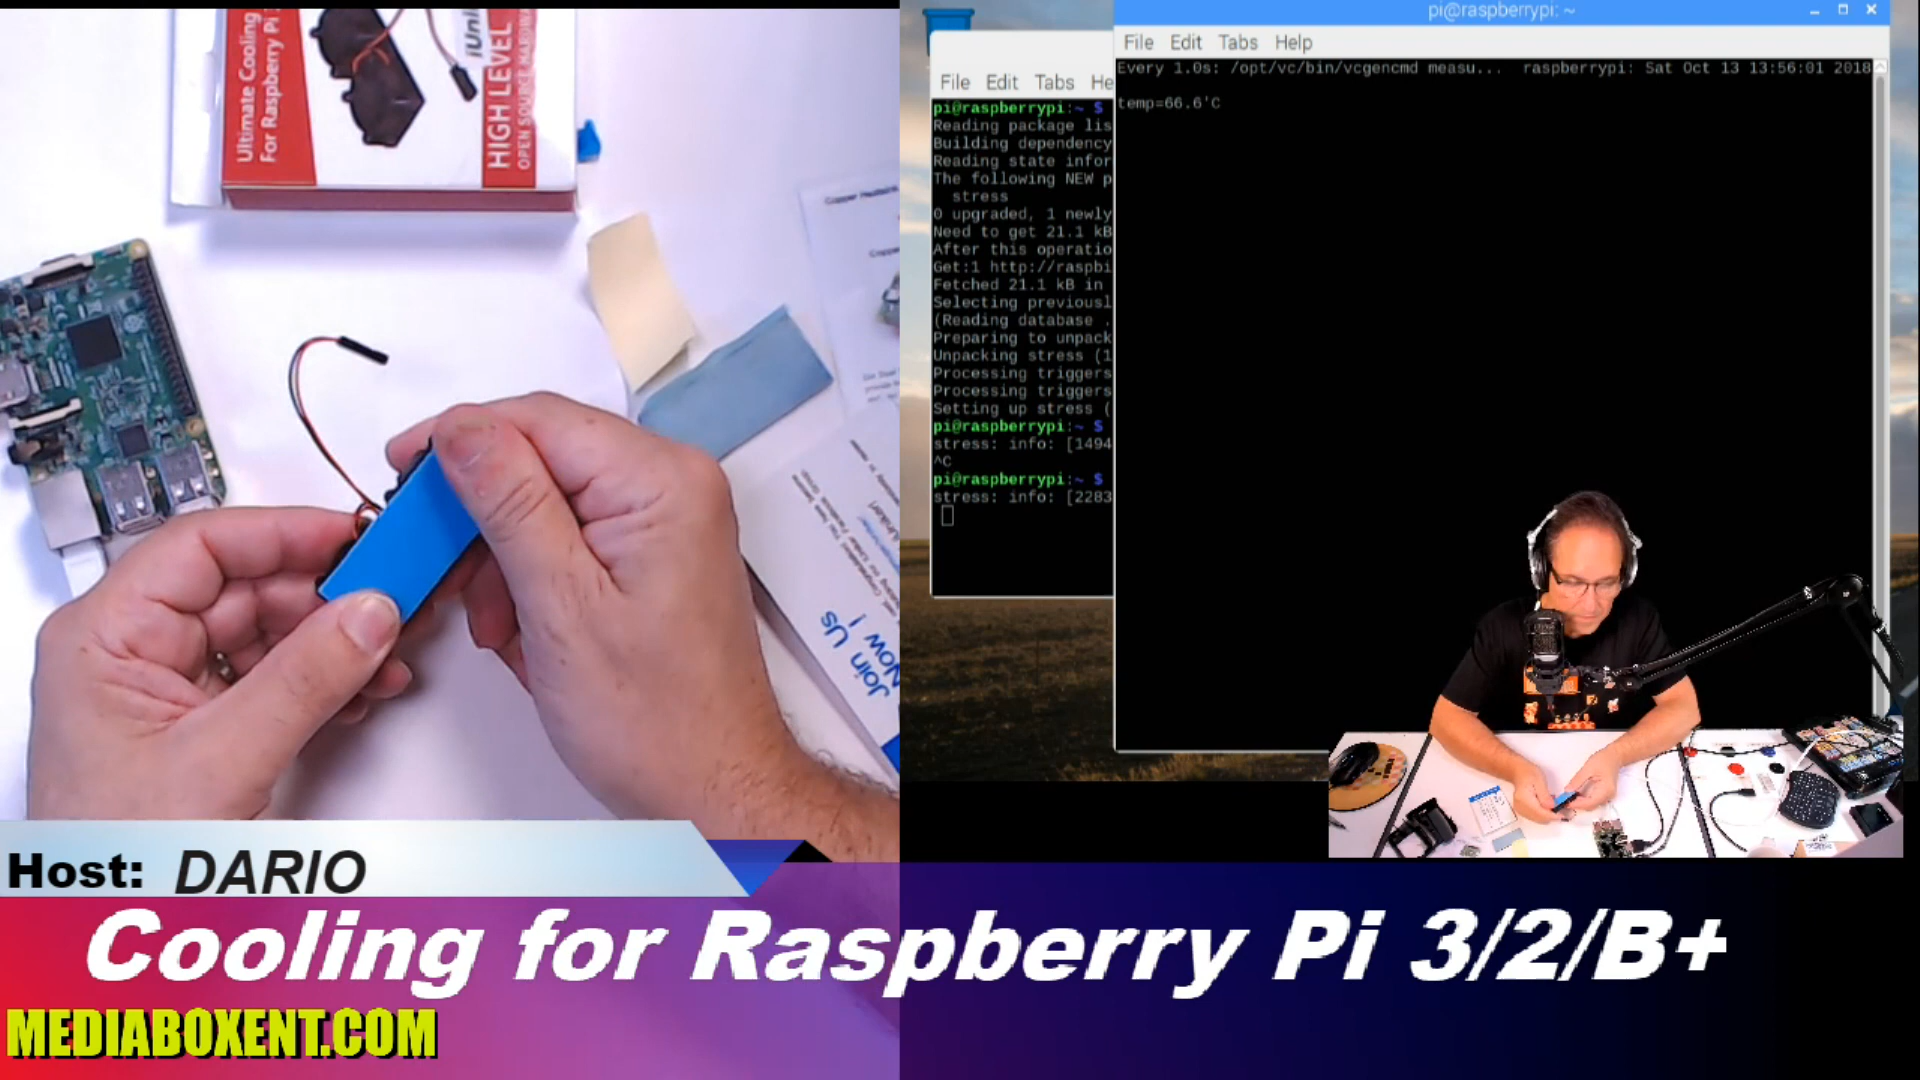 Ultimate Cooling
For Raspberry Pi
iUni
HIGH LEVEL
OPEN SOURCE HARDWA
Copper Heatsink
Join Us
Now !
File Edit Tabs He
pi@raspberrypi:~ $
Reading package lis
Building dependency
Reading state infor
The following NEW p
stress
0 upgraded, 1 newly
Need to get 21.1 kB
After this operatio
Get:1 http://raspbi
Fetched 21.1 kB in
Selecting previousl
(Reading database .
Preparing to unpack
Unpacking stress (1
Processing triggers
Processing triggers
Setting up stress (
pi@raspberrypi:~ $
stress: info: [1494
^C
pi@raspberrypi:~ $
stress: info: [2283
pi@raspberrypi: ~
File Edit Tabs Help
Every 1.0s: /opt/vc/bin/vcgencmd measu... raspberrypi: Sat Oct 13 13:56:01 2018
temp=66.6'C
Host: DARIO
Cooling for Raspberry Pi 3/2/B+
MEDIABOXENT.COM